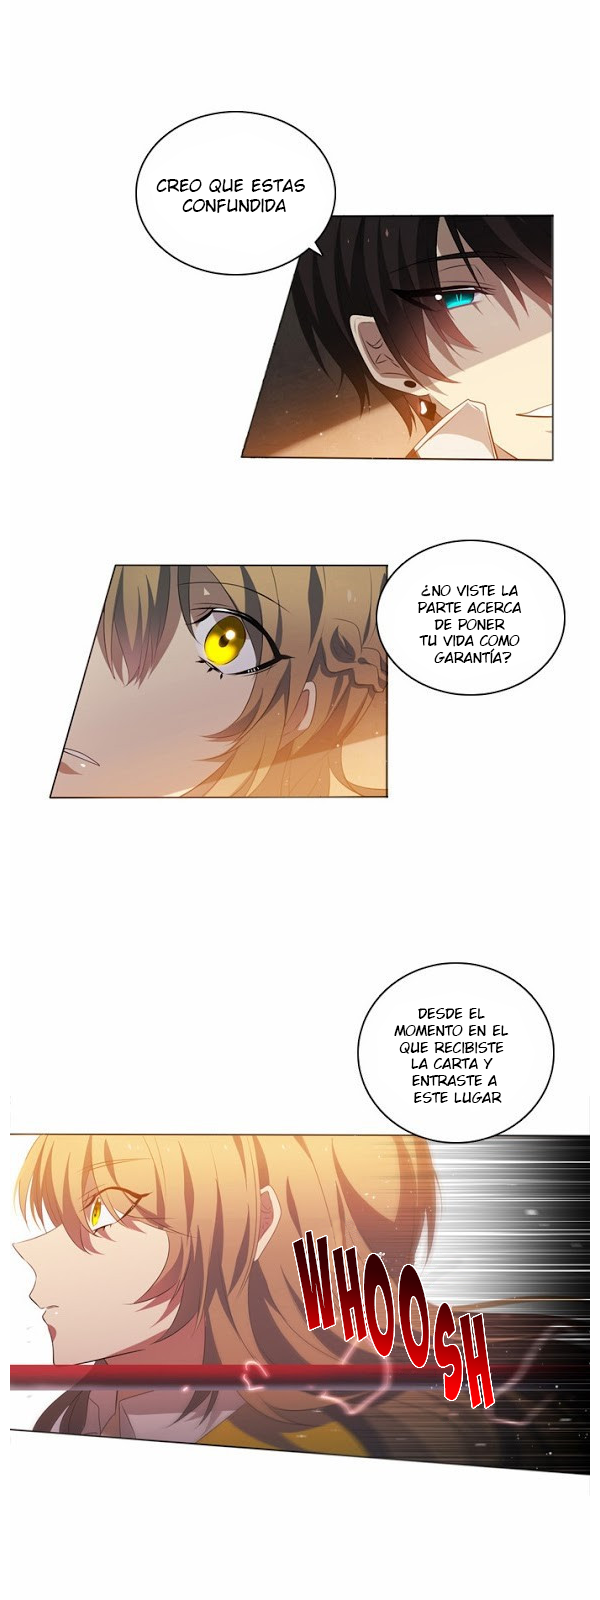 CREO QUE ESTAS
CONFUNDIDA
¿NO VISTE LA
PARTE ACERCA
DE PONER
TU VIDA COMO
GARANTÍA?
DESDE EL
MOMENTO EN EL
QUE RECIBISTE
LA CARTA Y
ENTRASTE A
ESTE LUGAR
WHOOSH